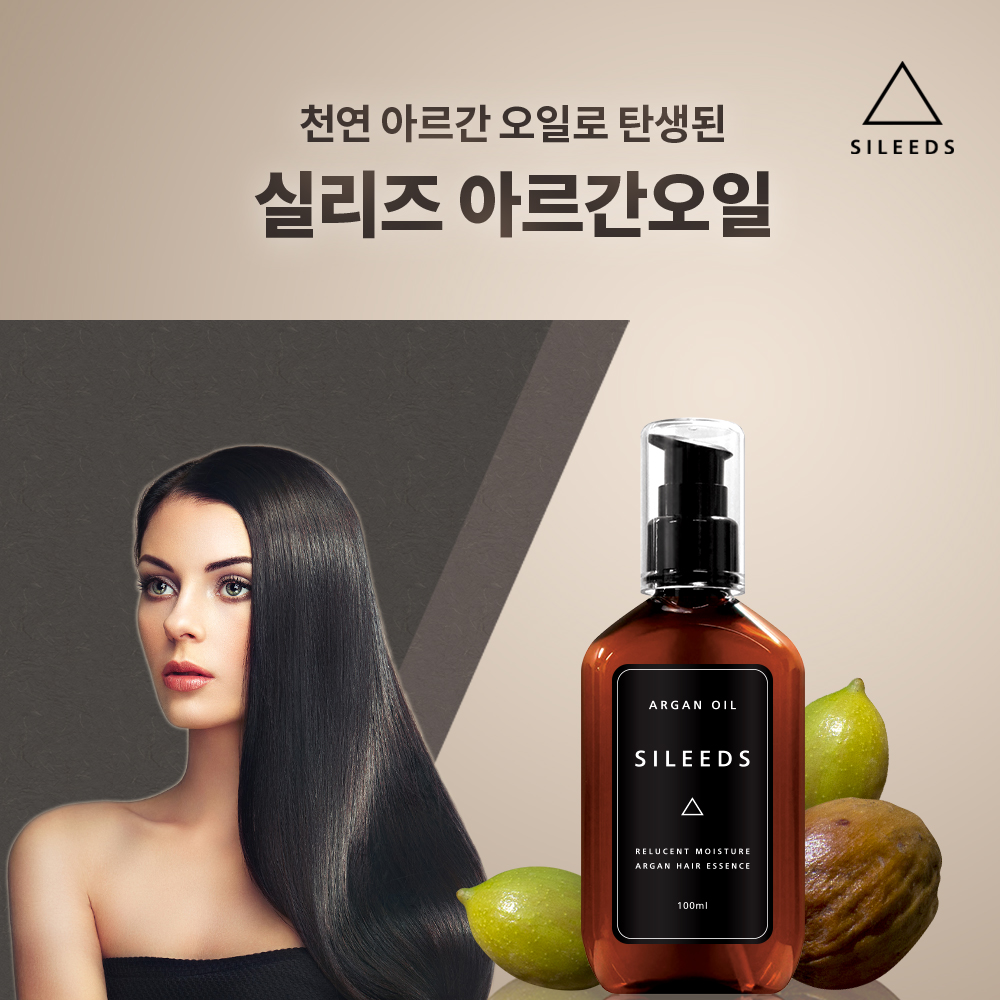 천연 아르간 오일로 탄생된
실리즈 아르간오일
SILEEDS
ARGAN OIL
SILEEDS
RELUCENT MOISTURE
ARGAN HAIR ESSENCE
100ml